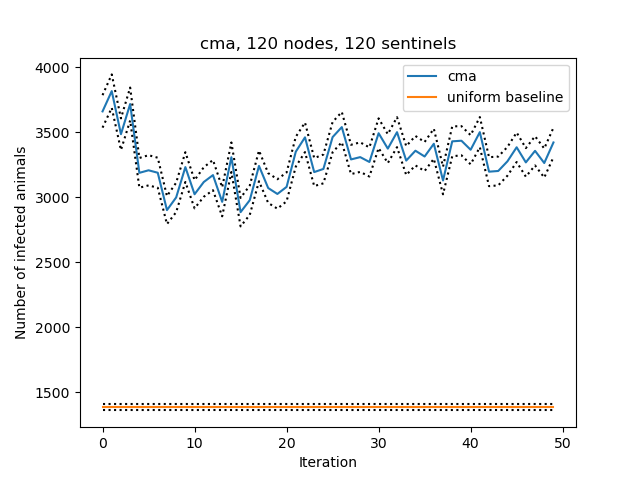 cma, 120 nodes, 120 sentinels
cma
uniform baseline
4000
3500
3000
2500
2000
1500
Number of infected animals
0 10 20 30 40 50
Iteration